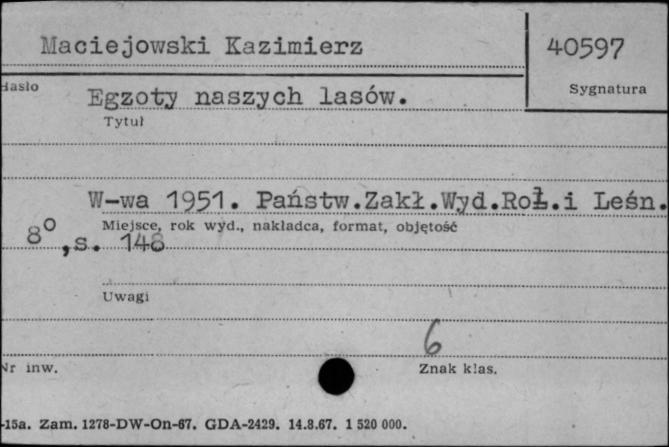 Maciejowski Kazimierz
40597
Hasło
Sygnatura
Egzoty naszych lasów.
Tytuł
W-wa 1951. Państw.Zakł.Wyd.Roł.i Leśn.
Miejsce, rok wyd., nakładca, format, objętość
8°,s. 148
Uwagi
6
Nr inw.
Znak klas.
-15a. Zam. 1278-DW-On-67. GDA-2429. 14.8.67. 1 520 000.